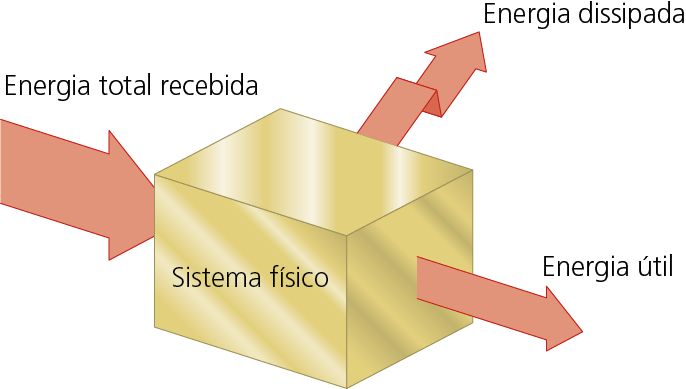 Energia dissipada
Energia total recebida
Sistema físico
Energia útil